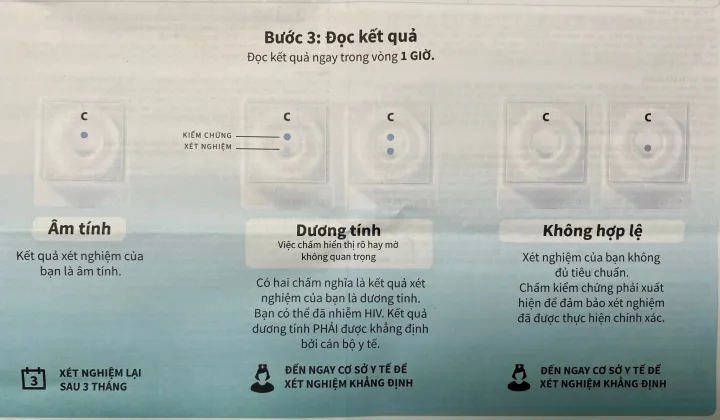 Bước 3: Đọc kết quả
Đọc kết quả ngay trong vòng 1 GIỜ.
C
C
C
C
C
KIỂM CHỨNG
XÉT NGHIỆM
Âm tính
Kết quả xét nghiệm của
bạn là âm tính.
3
XÉT NGHIỆM LẠI
SAU 3 THÁNG
Dương tính
Việc chấm hiển thị rõ hay mờ
không quan trọng
Có hai chấm nghĩa là kết quả xét
nghiệm của bạn là dương tính.
Bạn có thể đã nhiễm HIV. Kết quả
dương tính PHẢI được khẳng định
bởi cán bộ y tế.
ĐẾN NGAY CƠ SỞ Y TẾ ĐỂ
XÉT NGHIỆM KHẲNG ĐỊNH
Không hợp lệ
Xét nghiệm của bạn không
đủ tiêu chuẩn.
Chấm kiểm chứng phải xuất
hiện để đảm bảo xét nghiệm
đã được thực hiện chính xác.
ĐẾN NGAY CƠ SỞ Y TẾ ĐỂ
XÉT NGHIỆM KHẲNG ĐỊNH